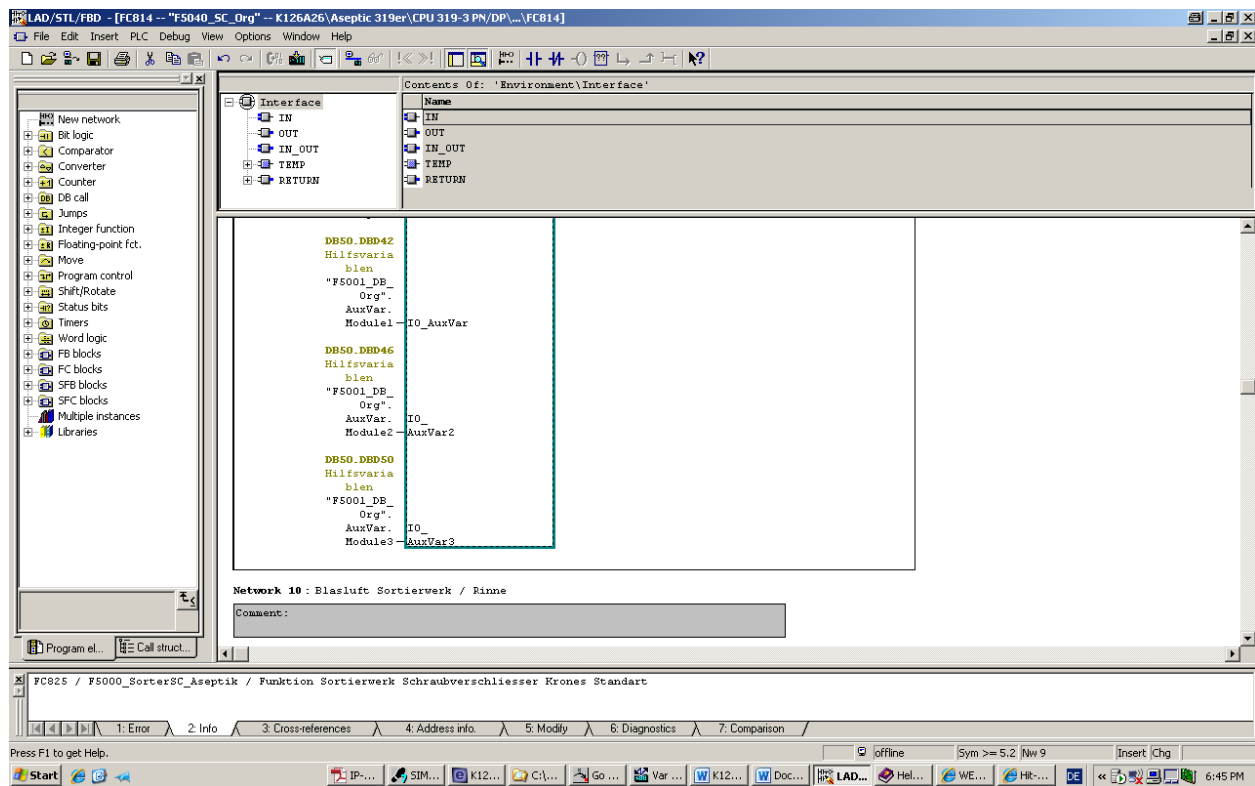 LAD/STL/FBD - [FC814 -- "F5040_SC_Org" -- K126A26\Aseptic 319er\CPU 319-3 PN/DP\...\FC814]
File Edit Insert PLC Debug View Options Window Help
Contents Of: 'Environment\Interface'
Interface
IN
OUT
IN_OUT
TEMP
RETURN
Name
IN
OUT
IN_OUT
TEMP
RETURN
New network
Bit logic
Comparator
Converter
Counter
DB call
Jumps
Integer function
Floating-point fct.
Move
Program control
Shift/Rotate
Status bits
Timers
Word logic
FB blocks
FC blocks
SFB blocks
SFC blocks
Multiple instances
Libraries
Program el...
Call struct...
DB50.DBD42
Hilfsvaria
blen
"F5001_DB_
Org".
AuxVar.
Module1 IO_AuxVar
DB50.DBD46
Hilfsvaria
blen
"F5001_DB_
Org".
AuxVar. IO_
Module2 AuxVar2
DB50.DBD50
Hilfsvaria
blen
"F5001_DB_
Org".
AuxVar. IO_
Module3 AuxVar3
Network 10 : Blasluft Sortierwerk / Rinne
Comment:
FC825 / F5000_SorterSC_Aseptik / Funktion Sortierwerk Schraubverschliesser Krones Standart
1: Error 2: Info 3: Cross-references 4: Address info. 5: Modify 6: Diagnostics 7: Comparison
Press F1 to get Help.
offline Sym >= 5.2 Nw 9 Insert Chg
Start IP-... SIM... K12... C:\... Go ... Var ... K12... Doc... LAD... Hel... WE... Hit-... DE « 6:45 PM